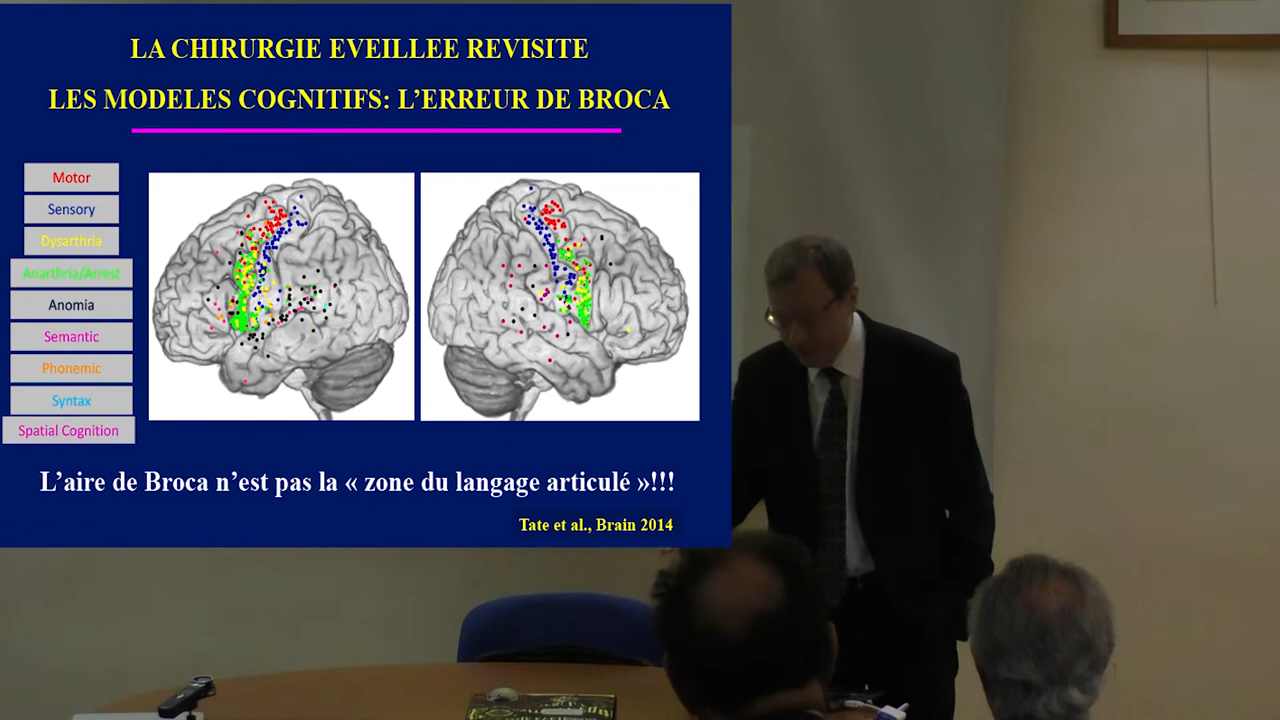 LA CHIRURGIE EVEILLEE REVISITE
LES MODELES COGNITIFS: L'ERREUR DE BROCA
Motor
Sensory
Dysarthria
Anarthria/Arrest
Anomia
Semantic
Phonemic
Syntax
Spatial Cognition
L'aire de Broca n'est pas la « zone du langage articulé »!!!
Tate et al., Brain 2014